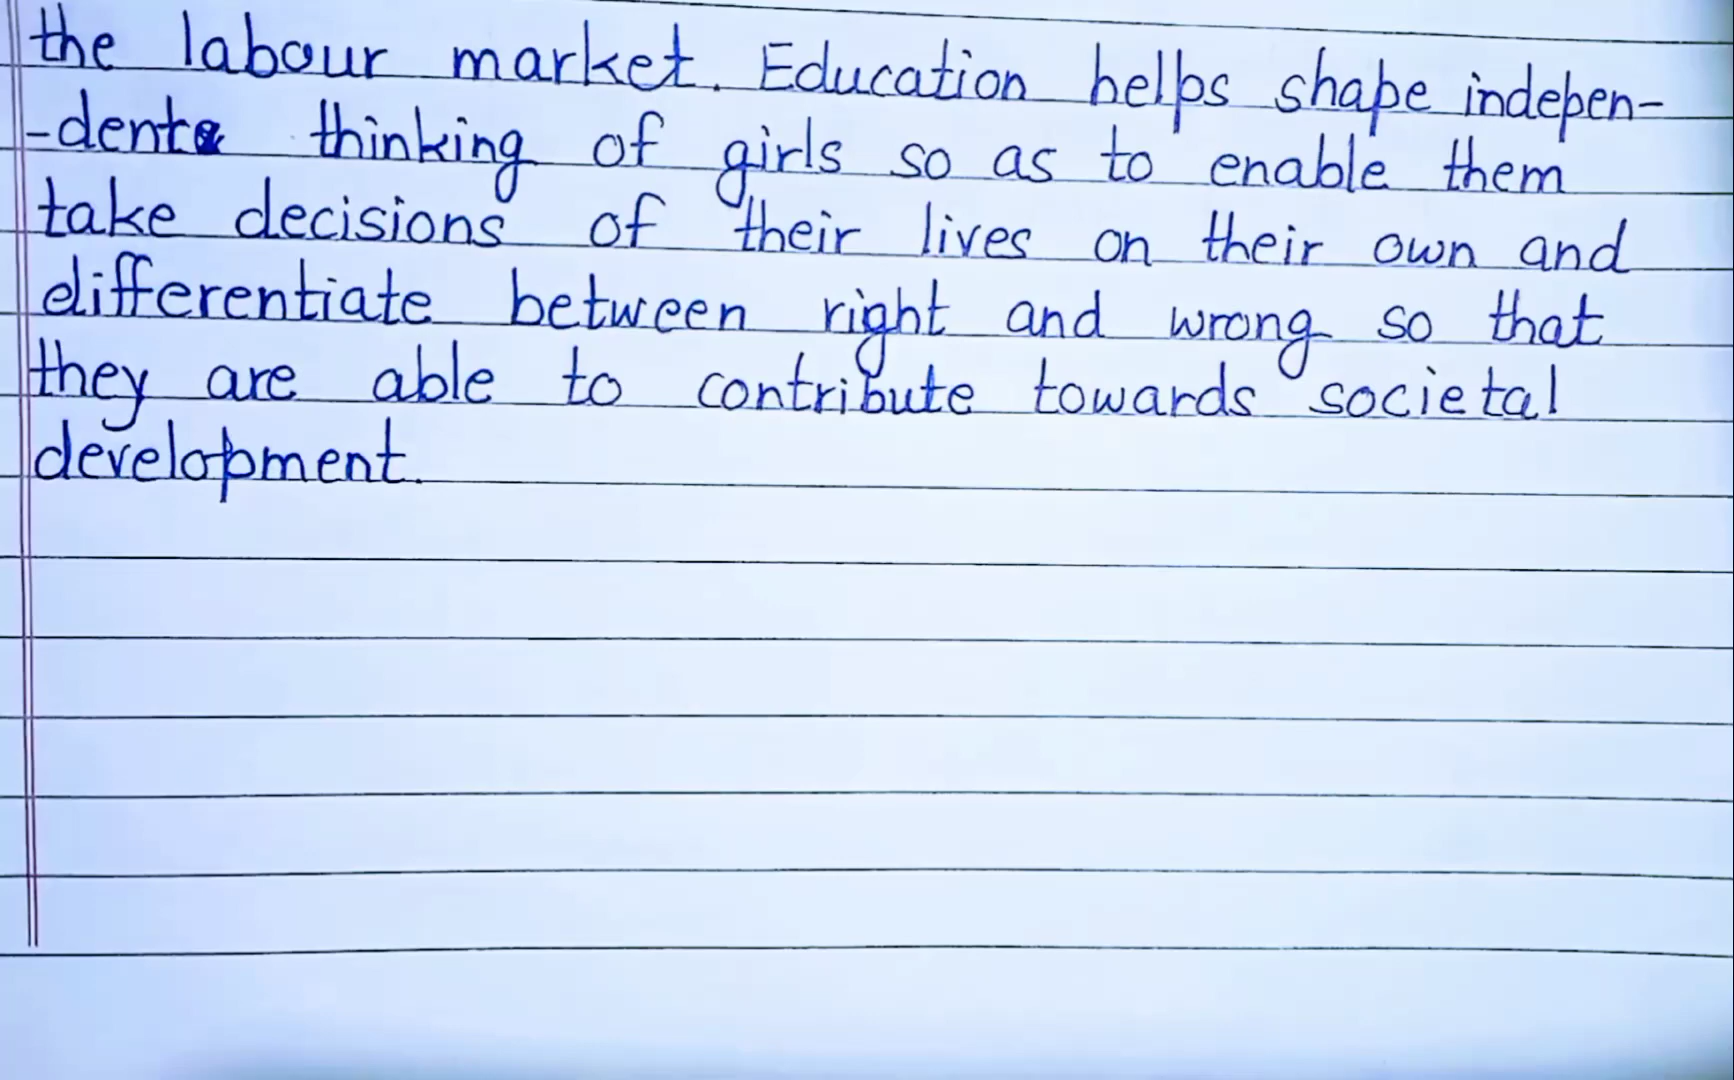 the labour market. Education helps shape indepen-
-dent thinking of girls so as to enable them
take decisions of their lives on their own and
differentiate between right and wrong so that
they are able to contribute towards societal
development.